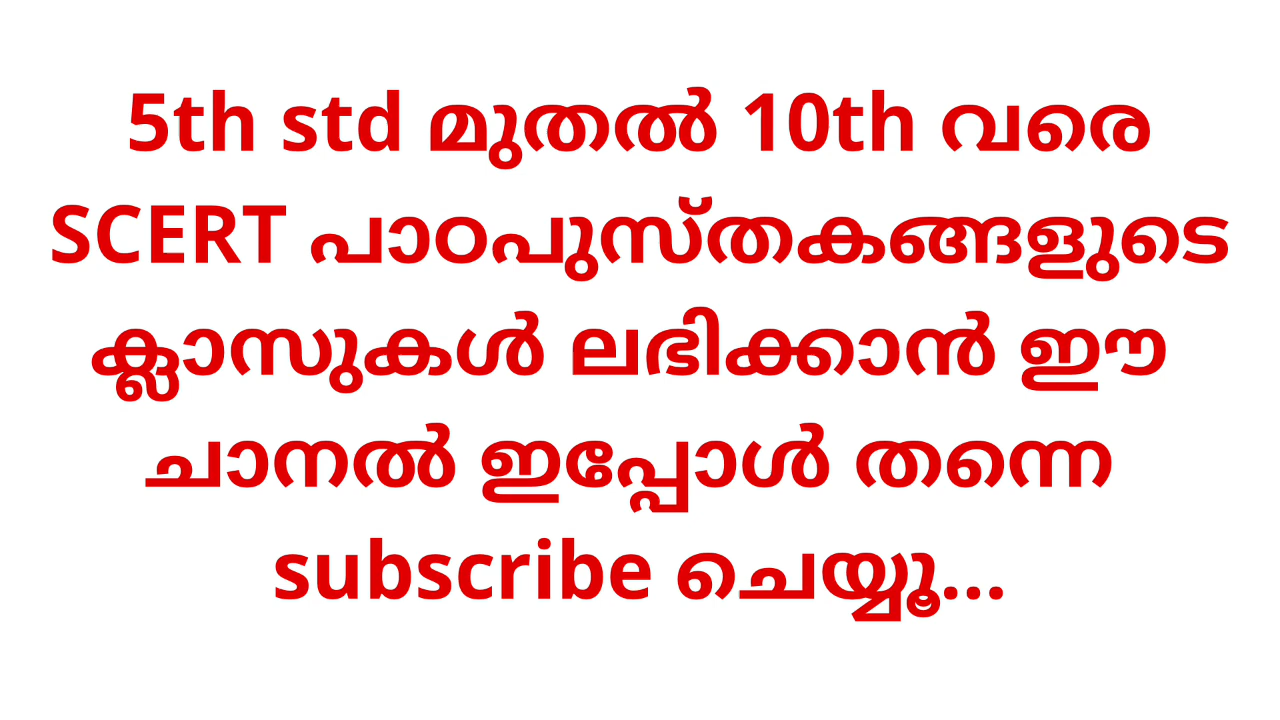 5th std മുതൽ 10th വരെ
SCERT പാഠപുസ്തകങ്ങളുടെ
ക്ലാസുകൾ ലഭിക്കാൻ ഈ
ചാനൽ ഇപ്പോൾ തന്നെ
subscribe ചെയ്യൂ...